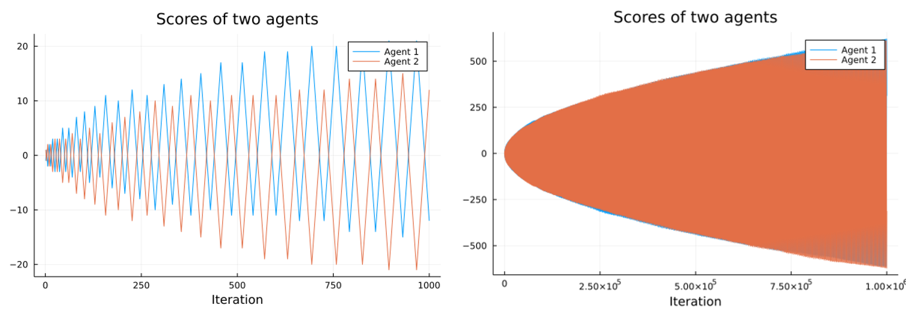 Scores of two agents
20
10
0
−10
−20
0
250
500
750
1000
Iteration
Agent 1
Agent 2
Scores of two agents
500
250
0
−250
−500
0
2.50×10⁵
5.00×10⁵
7.50×10⁵
1.00×10⁶
Iteration
Agent 1
Agent 2